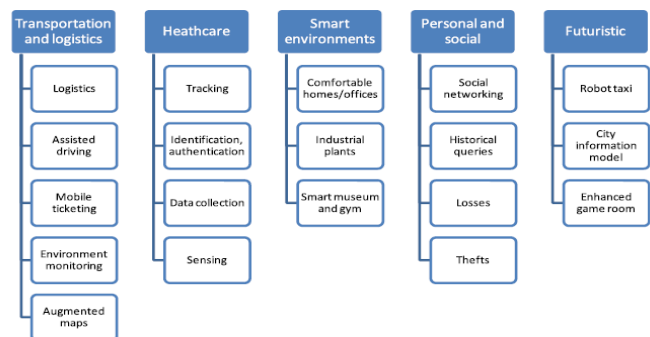 Transportation
and logistics
Logistics
Assisted
driving
Mobile
ticketing
Environment
monitoring
Augmented
maps
Heathcare
Tracking
Identification,
authentication
Data collection
Sensing
Smart
environments
Comfortable
homes/offices
Industrial
plants
Smart museum
and gym
Personal and
social
Social
networking
Historical
queries
Losses
Thefts
Futuristic
Robot taxi
City
information
model
Enhanced
game room